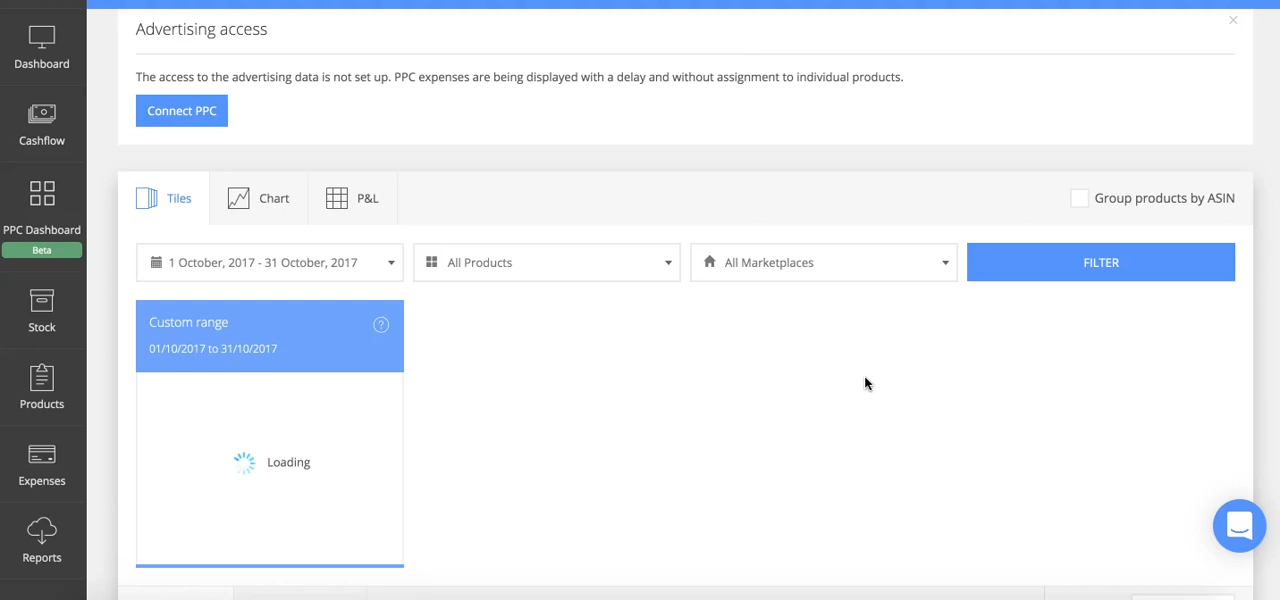 Advertising access
The access to the advertising data is not set up. PPC expenses are being displayed with a delay and without assignment to individual products.
Connect PPC
Dashboard
Cashflow
PPC Dashboard
Beta
Stock
Products
Expenses
Reports
Tiles
Chart
P&L
Group products by ASIN
1 October, 2017 - 31 October, 2017
All Products
All Marketplaces
FILTER
Custom range
?
01/10/2017 to 31/10/2017
Loading